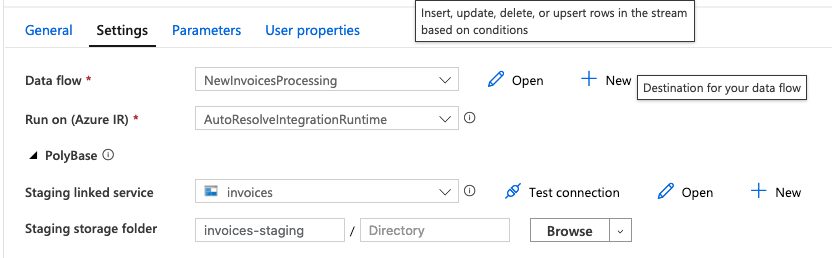 Insert, update, delete, or upsert rows in the stream
based on conditions
General Settings Parameters User properties
Data flow * NewInvoicesProcessing Open New
Destination for your data flow
Run on (Azure IR) * AutoResolveIntegrationRuntime
PolyBase
Staging linked service invoices Test connection Open New
Staging storage folder invoices-staging / Directory Browse